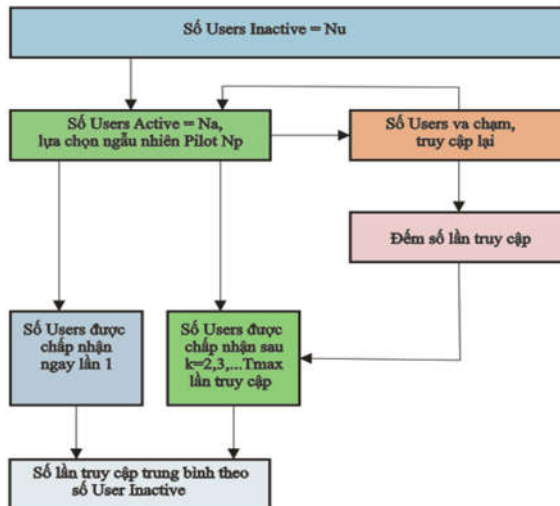 Số Users Inactive = Nu
Số Users Active = Na,
lựa chọn ngẫu nhiên Pilot Np
Số Users va chạm,
truy cập lại
Đếm số lần truy cập
Số Users được
chấp nhận
ngay lần 1
Số Users được
chấp nhận sau
k=2,3,...Tmax
lần truy cập
Số lần truy cập trung bình theo
số User Inactive